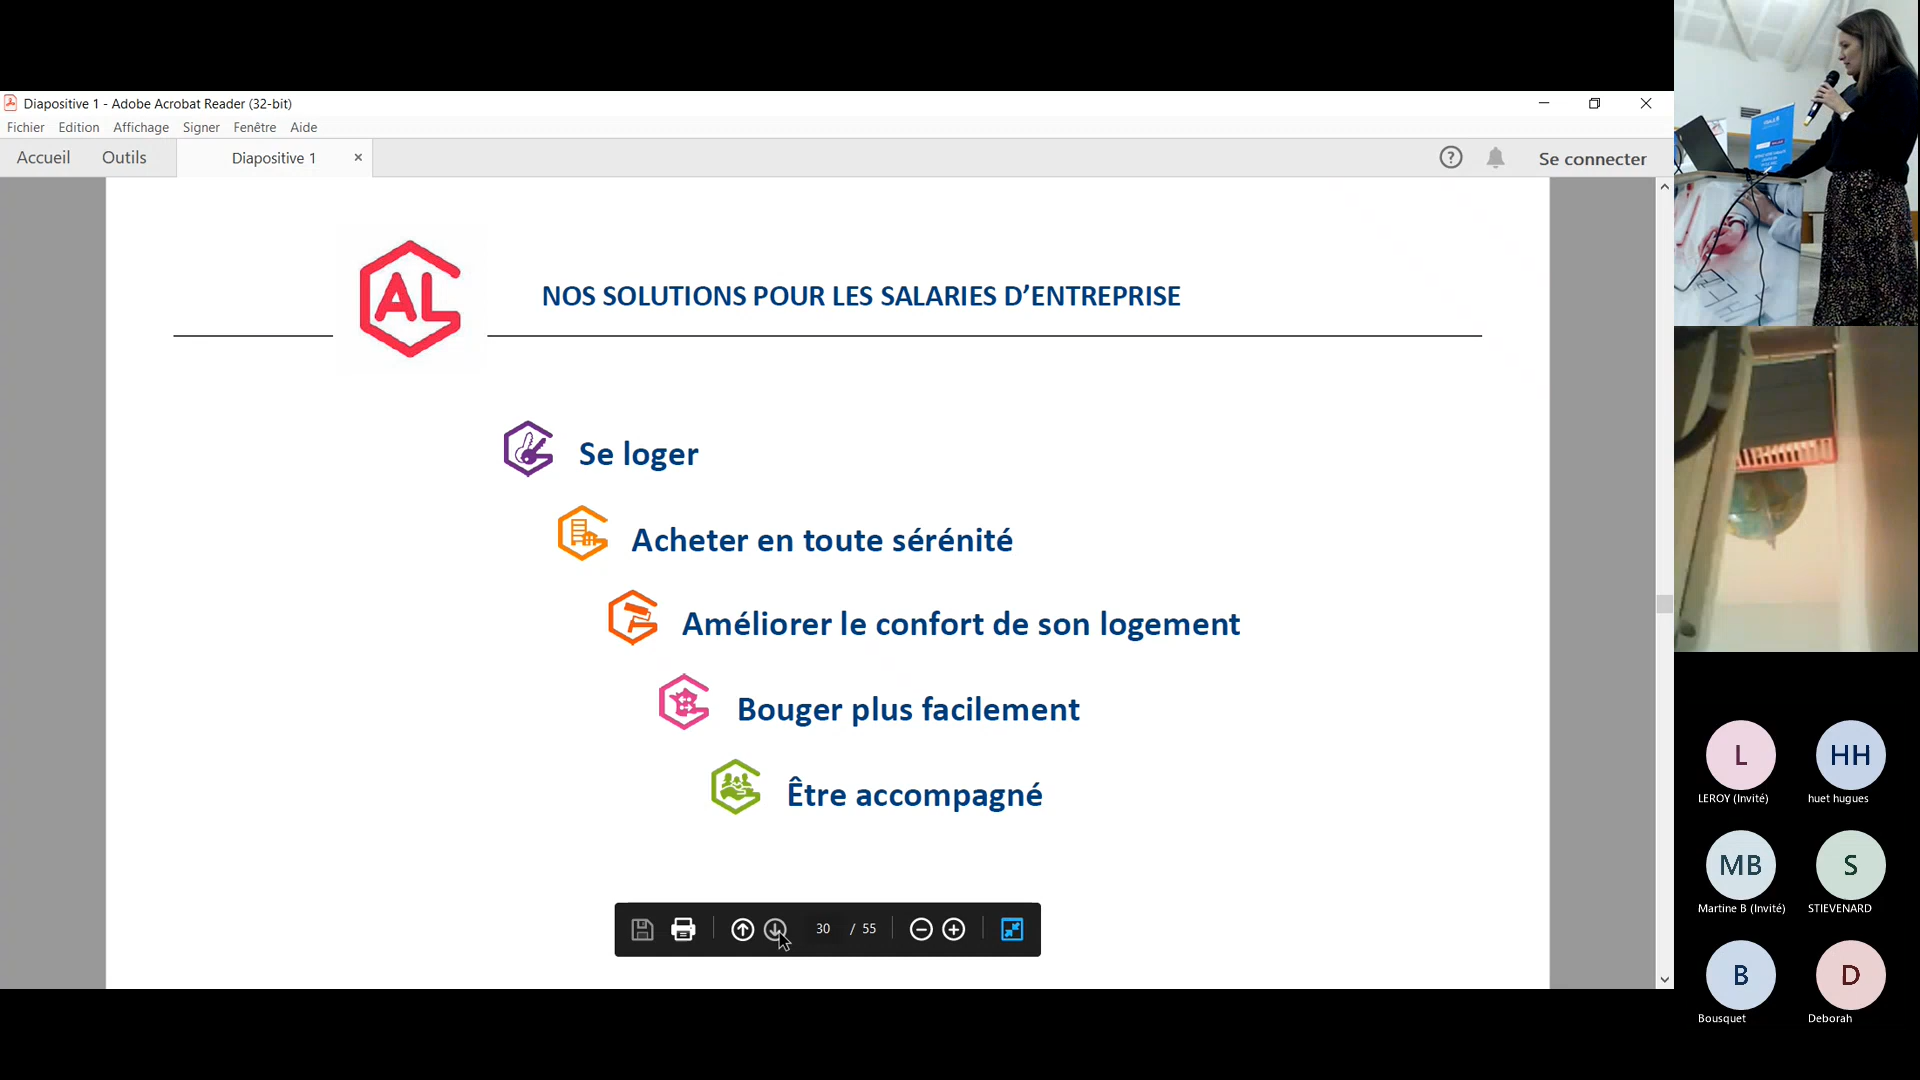 Diapositive 1 - Adobe Acrobat Reader (32-bit)
Fichier Edition Affichage Signer Fenêtre Aide
Accueil Outils Diapositive 1 × ? Se connecter
AL
NOS SOLUTIONS POUR LES SALARIES D’ENTREPRISE
Se loger
Acheter en toute sérénité
Améliorer le confort de son logement
Bouger plus facilement
Être accompagné
30 / 55
L HH
LEROY (Invité) huet hugues
MB S
Martine B (Invité) STIEVENARD
B D
Bousquet Deborah